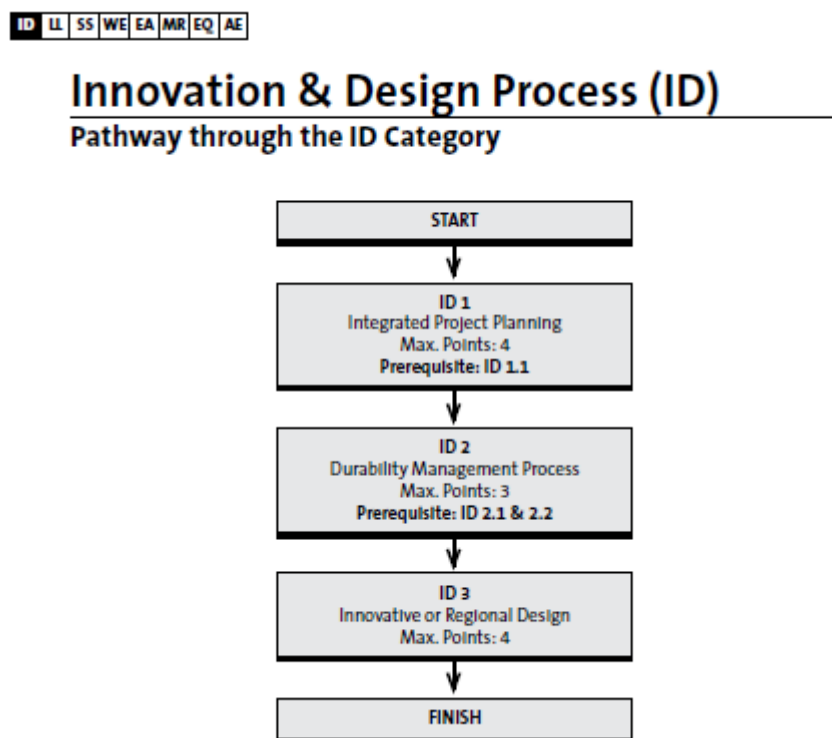 ID LL SS WE EA MR EQ AE
Innovation & Design Process (ID)
Pathway through the ID Category
START
ID 1
Integrated Project Planning
Max. Points: 4
Prerequisite: ID 1.1
ID 2
Durability Management Process
Max. Points: 3
Prerequisite: ID 2.1 & 2.2
ID 3
Innovative or Regional Design
Max. Points: 4
FINISH